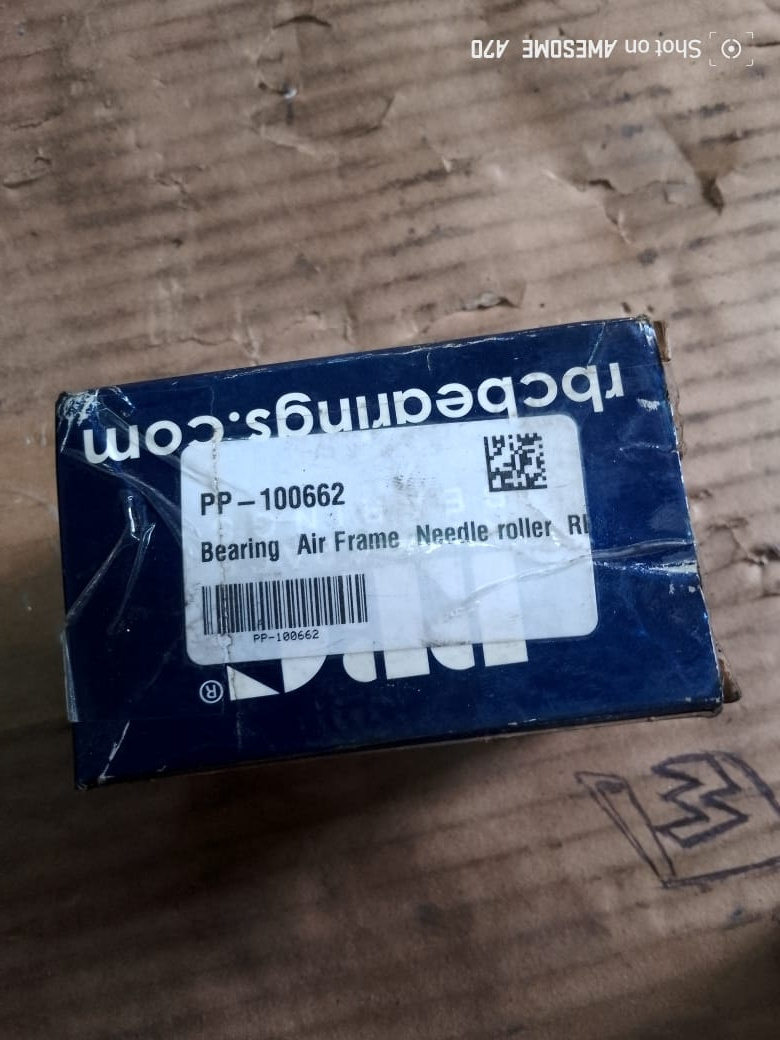 Shot on AWESOME A70
rbcbearings.com
PP-100662
Bearing Air Frame Needle roller
PP-100662
®